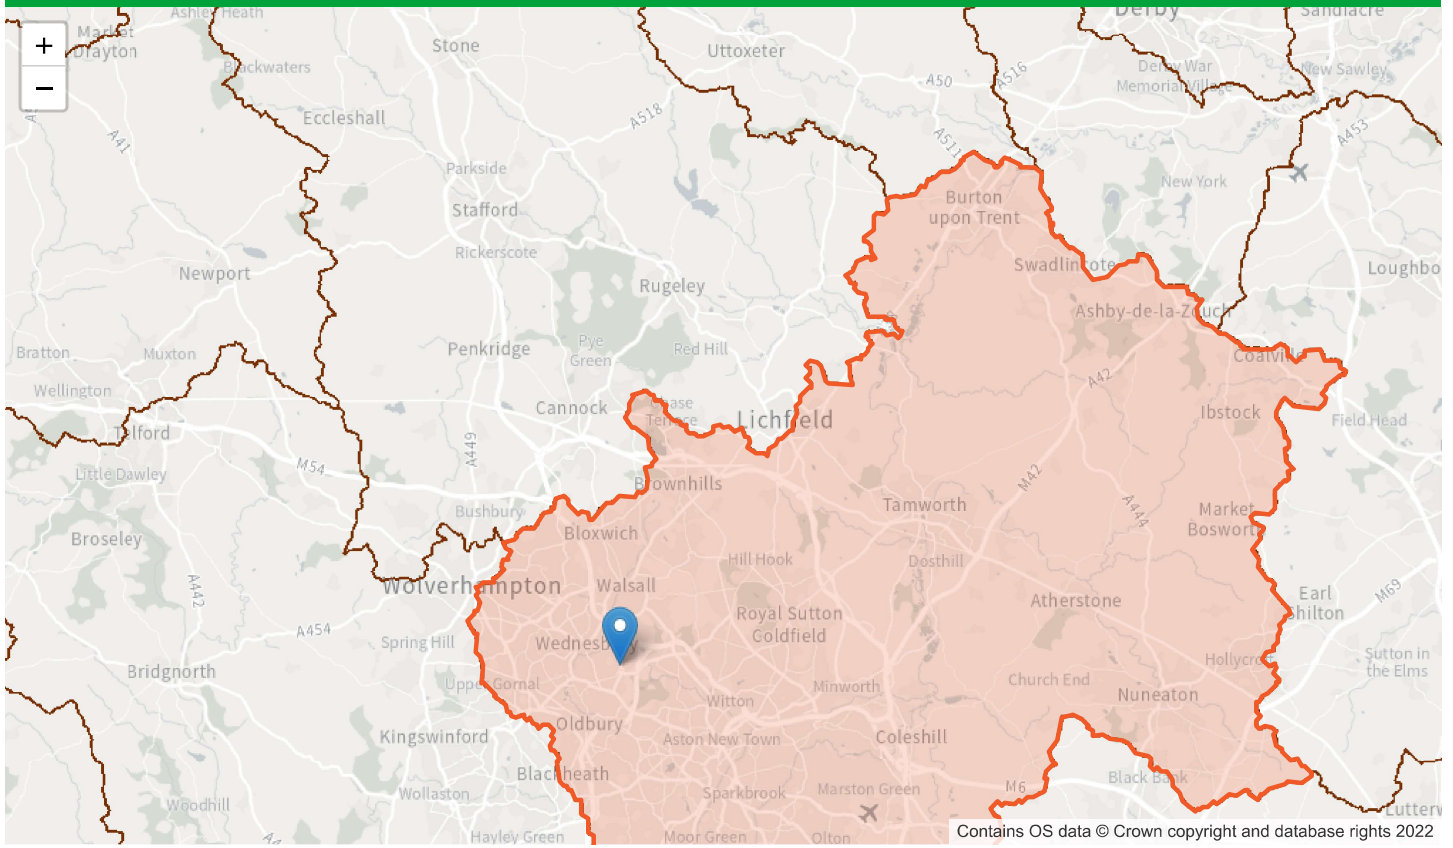 Ashley Heath
Derby
Sandiacre
Market
Drayton
Stone
Uttoxeter
+
−
Blackwaters
A50
A516
Derby War
Memorial Village
New Sawley
Eccleshall
A518
A41
A511
A453
Parkside
New York
Stafford
Burton
upon Trent
Rickerscote
Newport
Swadlincote
Loughbo
Rugeley
Ashby-de-la-Zouch
Bratton
Muxton
Penkridge
Pye
Green
Red Hill
Coalville
Wellington
A42
Cannock
Chase
Terrace
Lichfield
Ibstock
Field Head
Telford
A449
M54
Little Dawley
Brownhills
M42
Bushbury
Tamworth
A444
Market
Bosworth
Broseley
Bloxwich
Hill Hook
Dosthill
A442
Wolverhampton
Walsall
M69
Earl
Shilton
Atherstone
Royal Sutton
Coldfield
A454
Spring Hill
Wednesbury
Bridgnorth
Hollycroft
Sutton in
the Elms
Upper Gornal
Minworth
Church End
Nuneaton
Witton
Oldbury
Kingswinford
Aston New Town
Coleshill
Blackheath
Black Bank
M6
Wollaston
Sparkbrook
Marston Green
Woodhill
Lutterw
A4
Hayley Green
Moor Green
Olton
Contains OS data © Crown copyright and database rights 2022